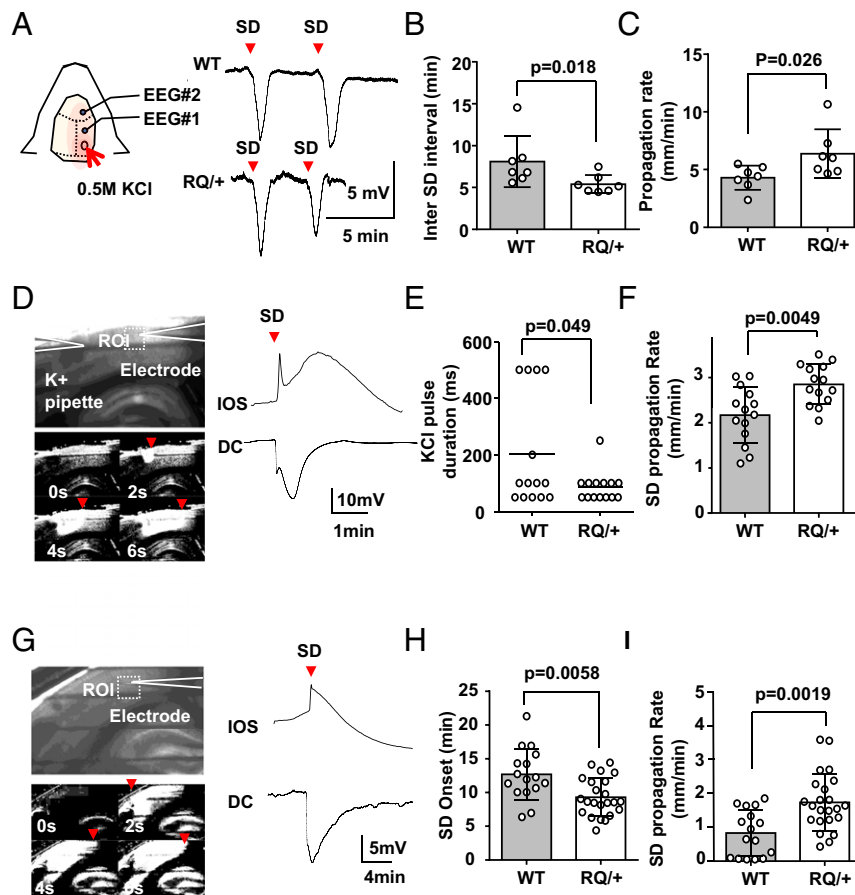 A
EEG#2
EEG#1
0.5M KCl
SD
SD
WT
SD
SD
RQ/+
5 mV
5 min
B
Inter SD interval (min)
20
15
10
5
0
p=0.018
WT
RQ/+
C
Propagation rate
(mm/min)
15
10
5
0
P=0.026
WT
RQ/+
D
ROI
K+
pipette
Electrode
0s
2s
4s
6s
SD
IOS
DC
10mV
1min
E
KCl pulse
duration (ms)
600
400
200
0
p=0.049
WT
RQ/+
F
SD propagation Rate
(mm/min)
3
2
1
0
p=0.0049
WT
RQ/+
G
ROI
Electrode
0s
2s
4s
6s
SD
IOS
DC
5mV
4min
H
SD Onset (min)
25
20
15
10
5
0
p=0.0058
WT
RQ/+
I
SD propagation Rate
(mm/min)
5
4
3
2
1
0
p=0.0019
WT
RQ/+